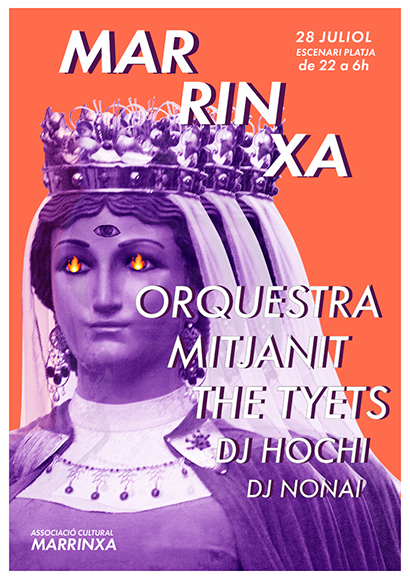 MAR
RIN
XA
28 JULIOL
ESCENARI PLATJA
de 22 a 6h
ORQUESTRA
MITJANIT
THE TYETS
DJ HOCHI
DJ NONAI
ASSOCIACIÓ CULTURAL
MARRINXA